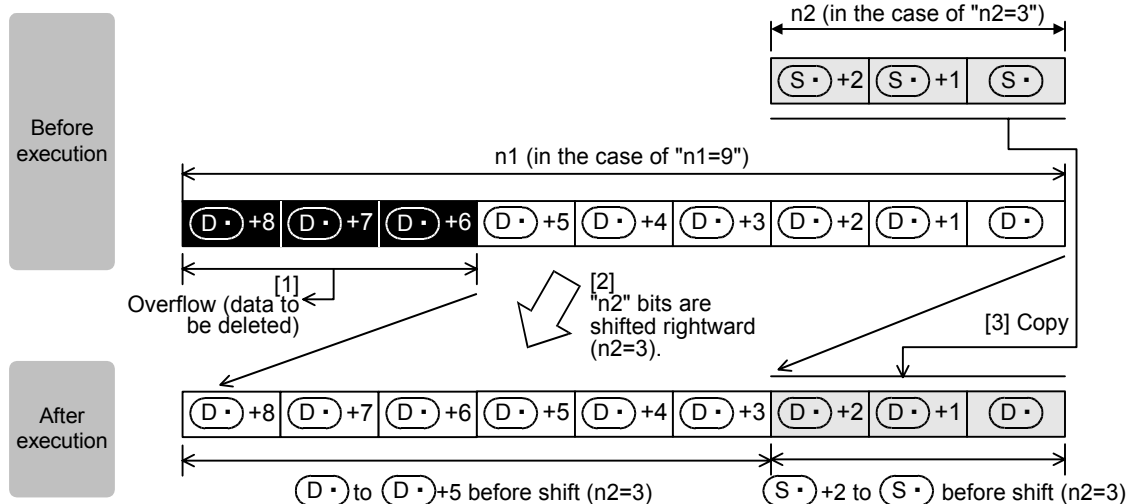 n2 (in the case of "n2=3")
S· +2 S· +1 S·
Before
execution
n1 (in the case of "n1=9")
D· +8 D· +7 D· +6 D· +5 D· +4 D· +3 D· +2 D· +1 D·
[1]
Overflow (data to
be deleted)
[2]
"n2" bits are
shifted rightward
(n2=3).
[3] Copy
After
execution
D· +8 D· +7 D· +6 D· +5 D· +4 D· +3 D· +2 D· +1 D·
D· to D· +5 before shift (n2=3)
S· +2 to S· before shift (n2=3)